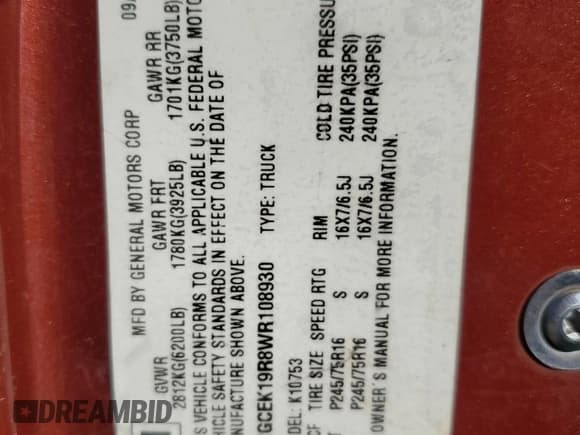 MFD BY GENERAL MOTORS CORP 09
GVWR GAWR FRT GAWR RR
2812KG(6200LB) 1780KG(3925LB) 1701KG(3750LB)
S VEHICLE CONFORMS TO ALL APPLICABLE U.S. FEDERAL MOTO
HICLE SAFETY STANDARDS IN EFFECT ON THE DATE OF
NUFACTURE SHOWN ABOVE.
GCEK19R8WR108930 TYPE: TRUCK
DEL: K10753
CF TIRE SIZE SPEED RTG RIM COLD TIRE PRESSU
P245/75R16 S 16X7/6.5J 240KPA(35PSI)
P245/75R16 S 16X7/6.5J 240KPA(35PSI)
OWNER'S MANUAL FOR MORE INFORMATION.
A
AUTOBIDMASTER